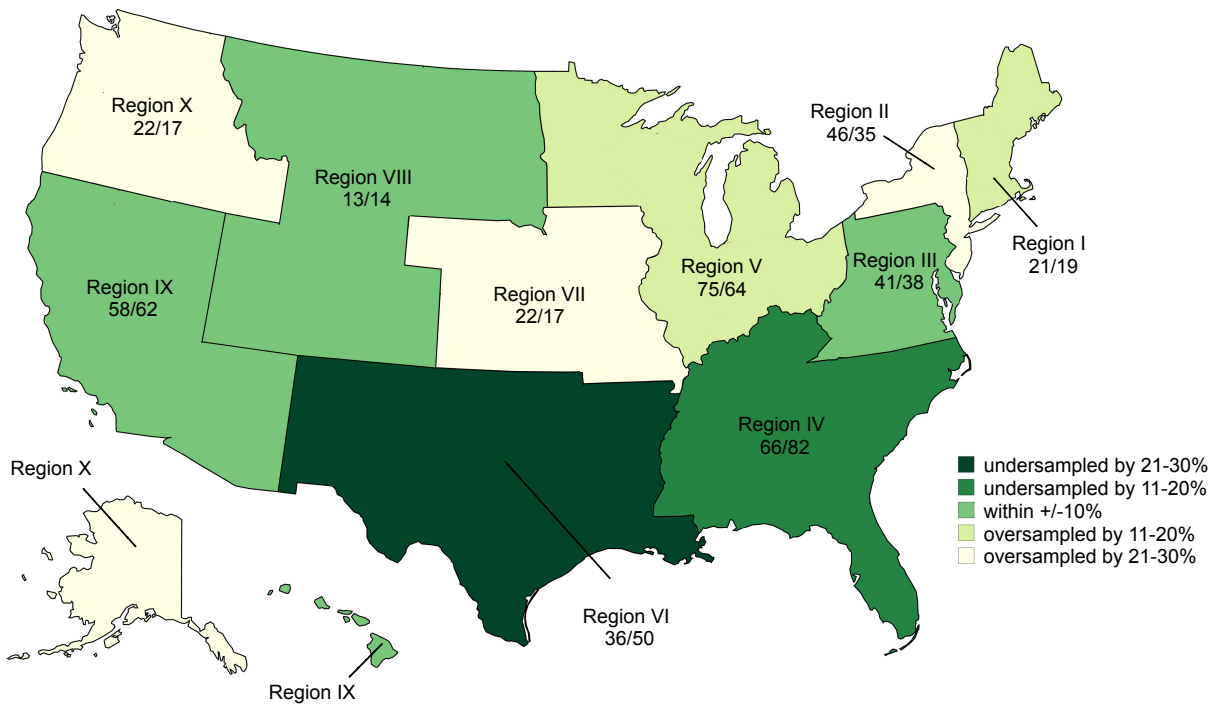 Region X
22/17
Region VIII
13/14
Region II
46/35
Region I
21/19
Region III
41/38
Region V
75/64
Region IX
58/62
Region VII
22/17
Region IV
66/82
Region X
Region VI
36/50
Region IX
undersampled by 21-30%
undersampled by 11-20%
within +/-10%
oversampled by 11-20%
oversampled by 21-30%